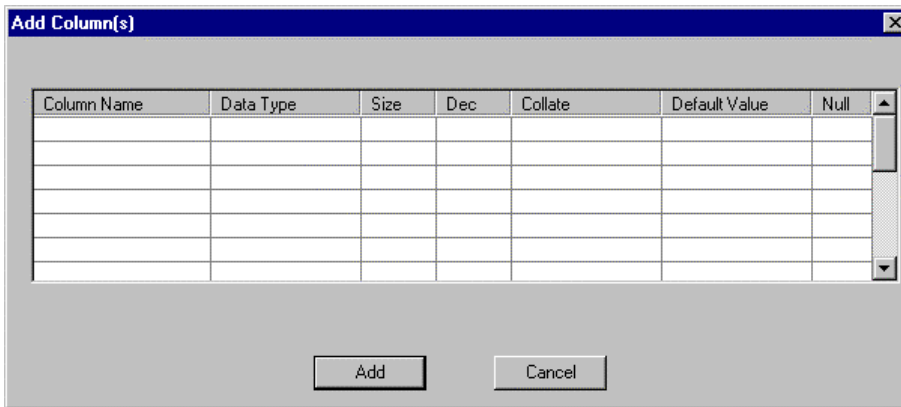 Add Column(s)
Column Name Data Type Size Dec Collate Default Value Null
Add Cancel